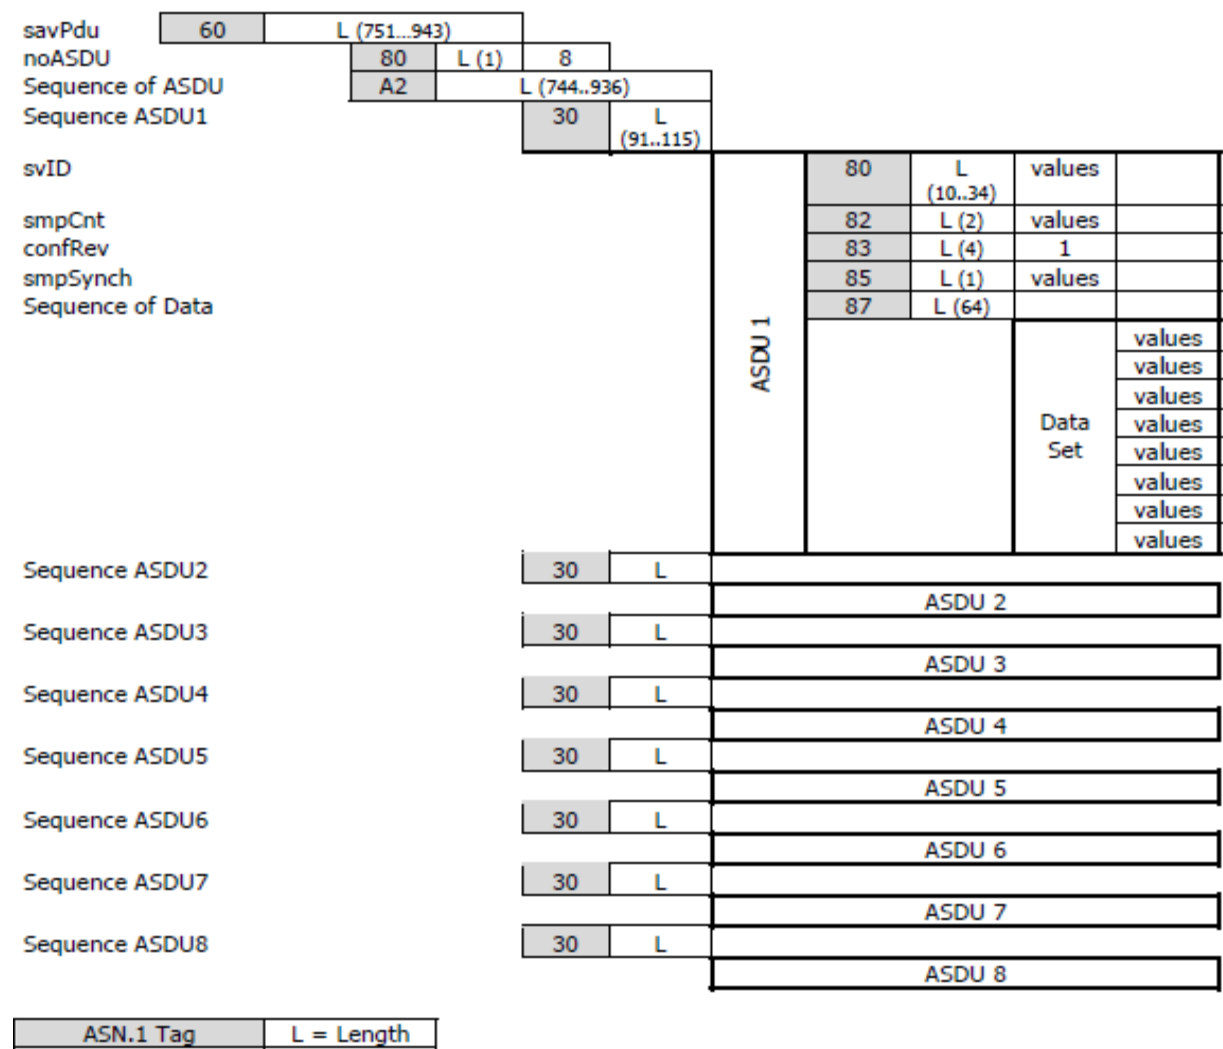 savPdu 60 L (751...943)
noASDU 80 L (1) 8
Sequence of ASDU A2 L (744..936)
Sequence ASDU1 30 L
(91..115)
svID 80 L values
(10..34)
smpCnt 82 L (2) values
confRev 83 L (4) 1
smpSynch 85 L (1) values
Sequence of Data 87 L (64)
ASDU 1
values
values
values
Data values
Set values
values
values
values
Sequence ASDU2 30 L
ASDU 2
Sequence ASDU3 30 L
ASDU 3
Sequence ASDU4 30 L
ASDU 4
Sequence ASDU5 30 L
ASDU 5
Sequence ASDU6 30 L
ASDU 6
Sequence ASDU7 30 L
ASDU 7
Sequence ASDU8 30 L
ASDU 8
ASN.1 Tag L = Length